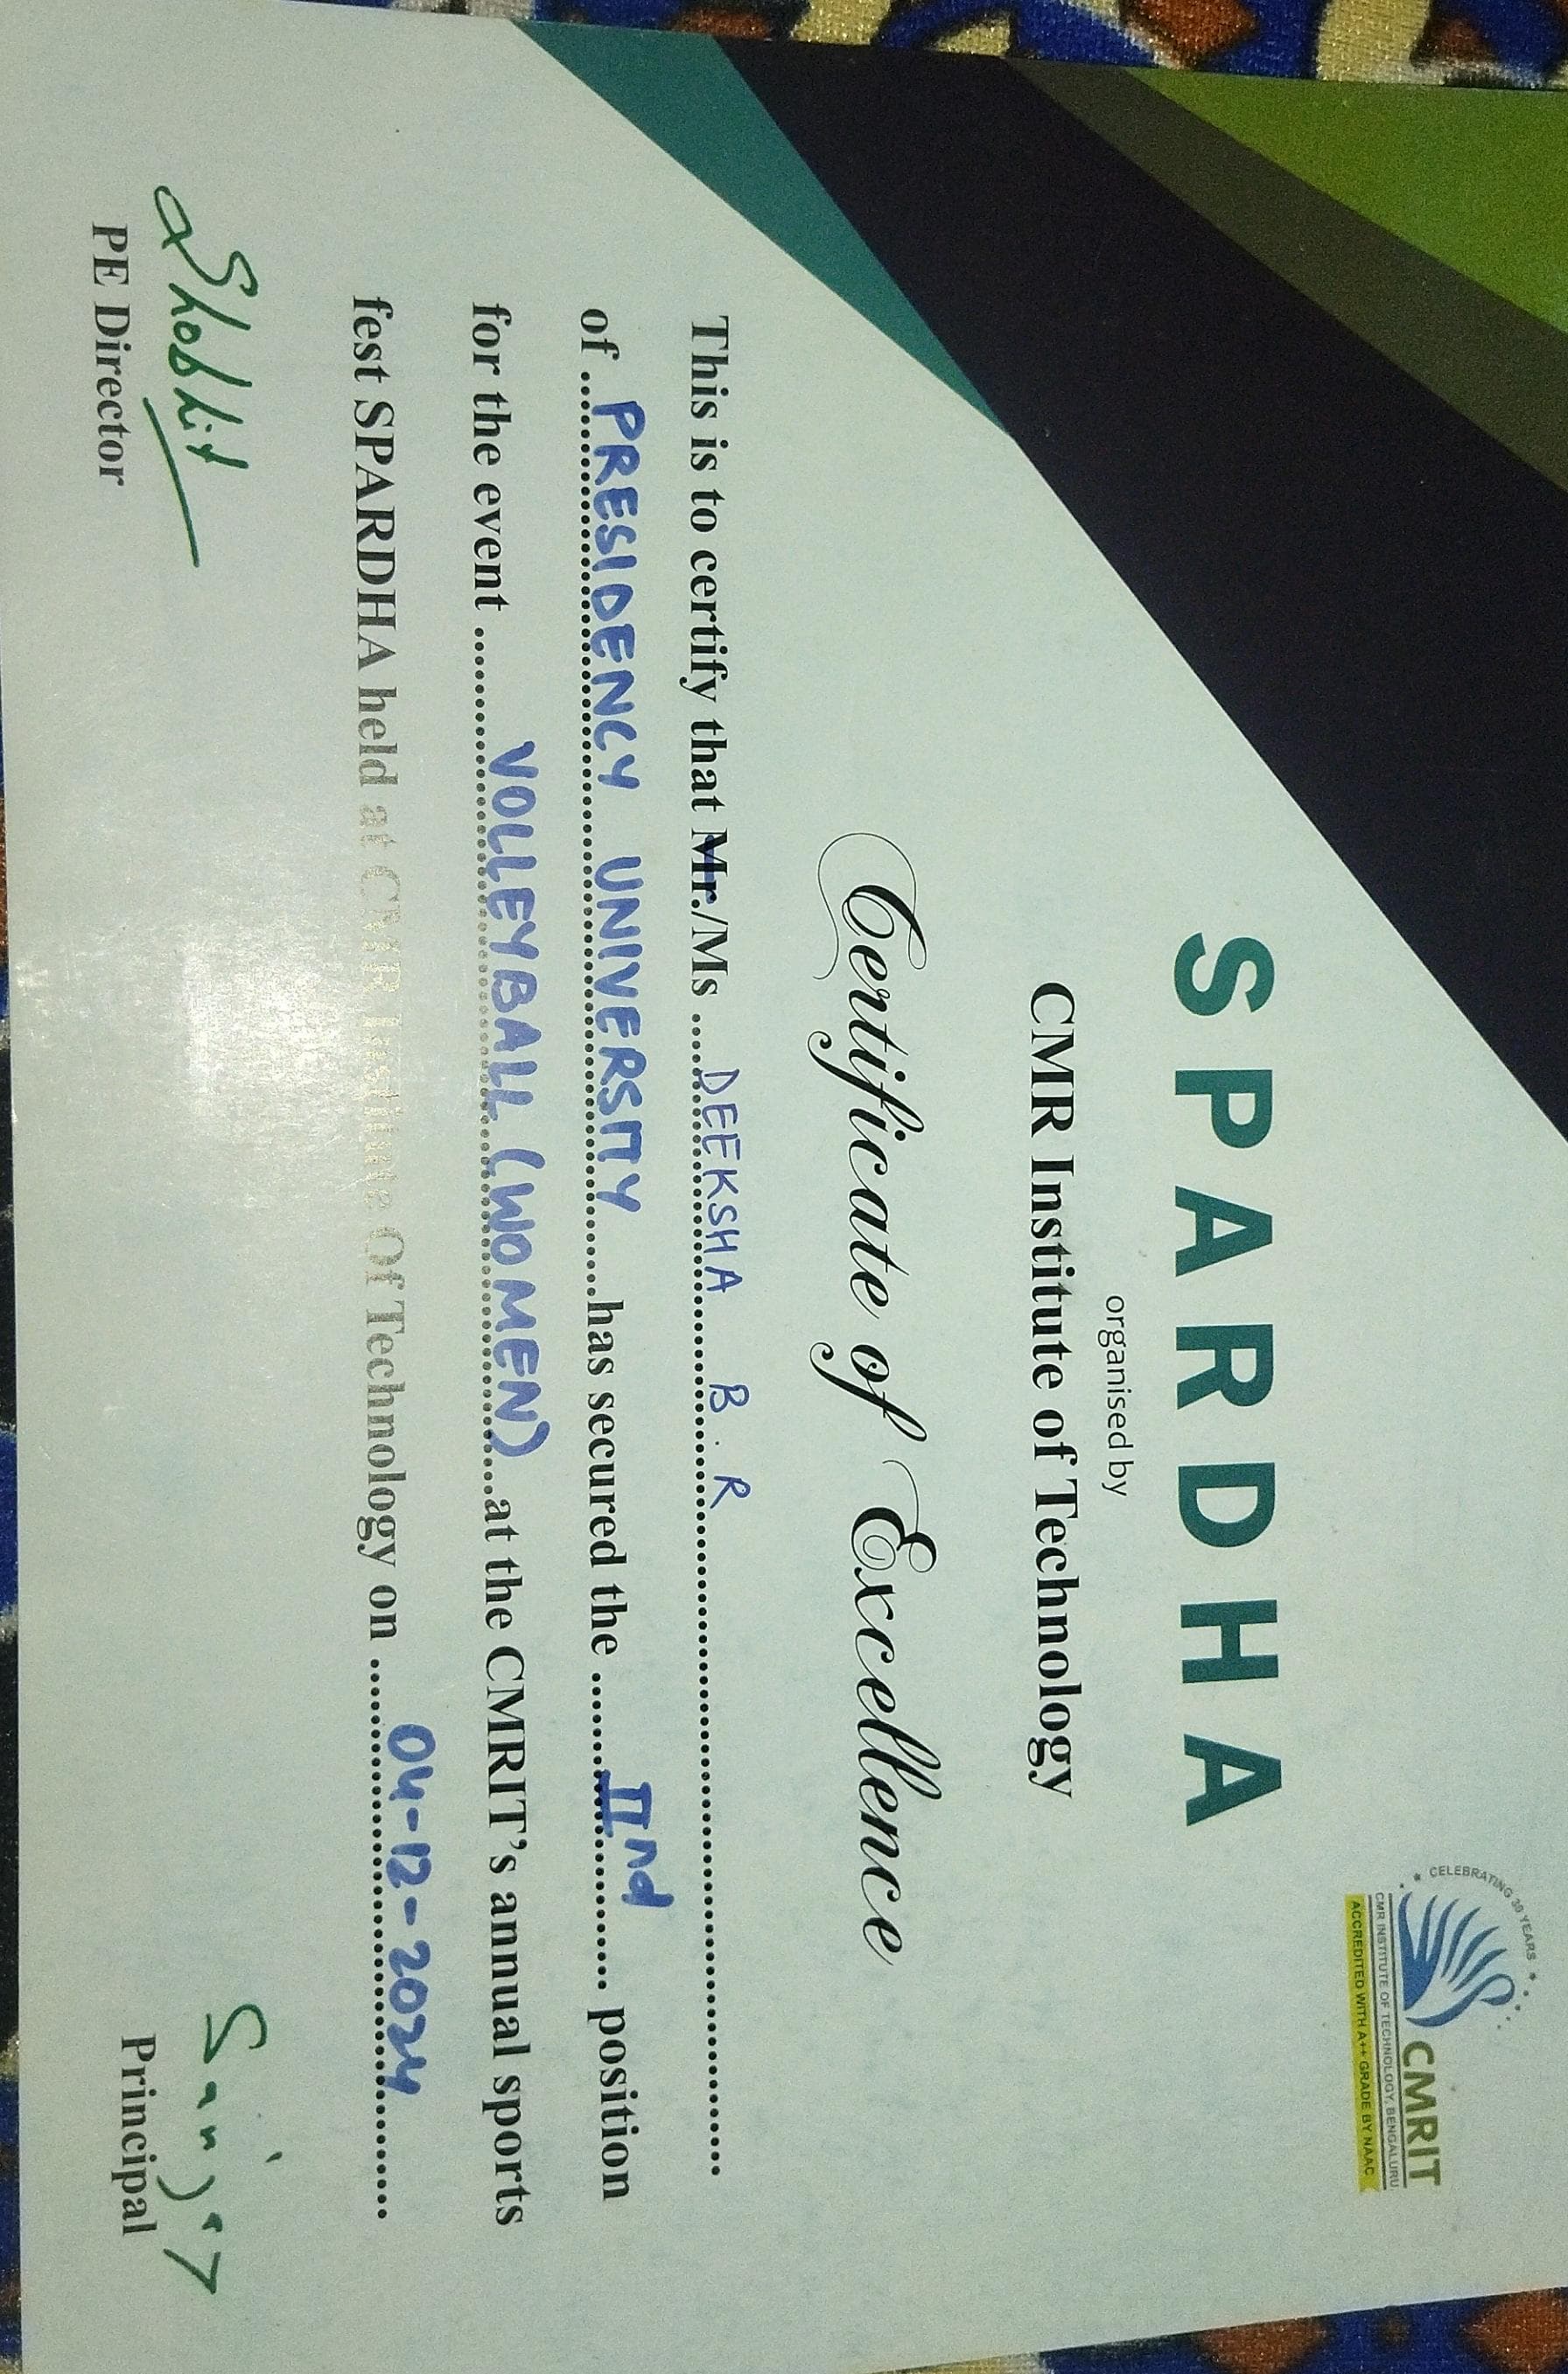 CELEBRATING 30 YEARS
CMRIT
CMR INSTITUTE OF TECHNOLOGY, BENGALURU
ACCREDITED WITH A++ GRADE BY NAAC
SPARDHA
organised by
CMR Institute of Technology
Certificate of Excellence
This is to certify that Mr./Ms ....DEEKSHA B.R....
of ...PRESIDENCY UNIVERSITY...has secured the ...IInd... position
for the event ...VOLLEYBALL (WOMEN)...at the CMRIT's annual sports
fest SPARDHA held at CMR Institute Of Technology on ...04-12-2024...
Shobhit
PE Director
Principal